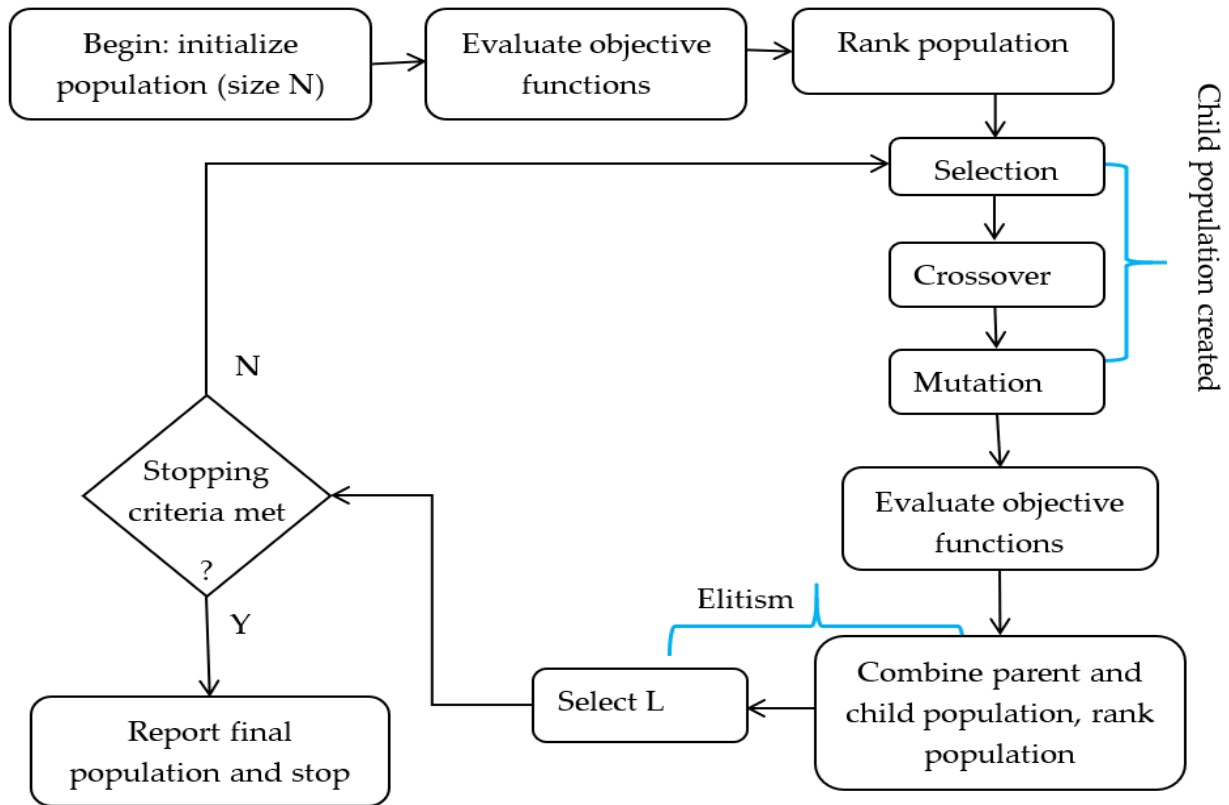 Begin: initialize
population (size N)
Evaluate objective
functions
Rank population
Selection
Crossover
Mutation
Child population created
Evaluate objective
functions
Combine parent and
child population, rank
population
Elitism
Select L
Stopping
criteria met
?
N
Y
Report final
population and stop